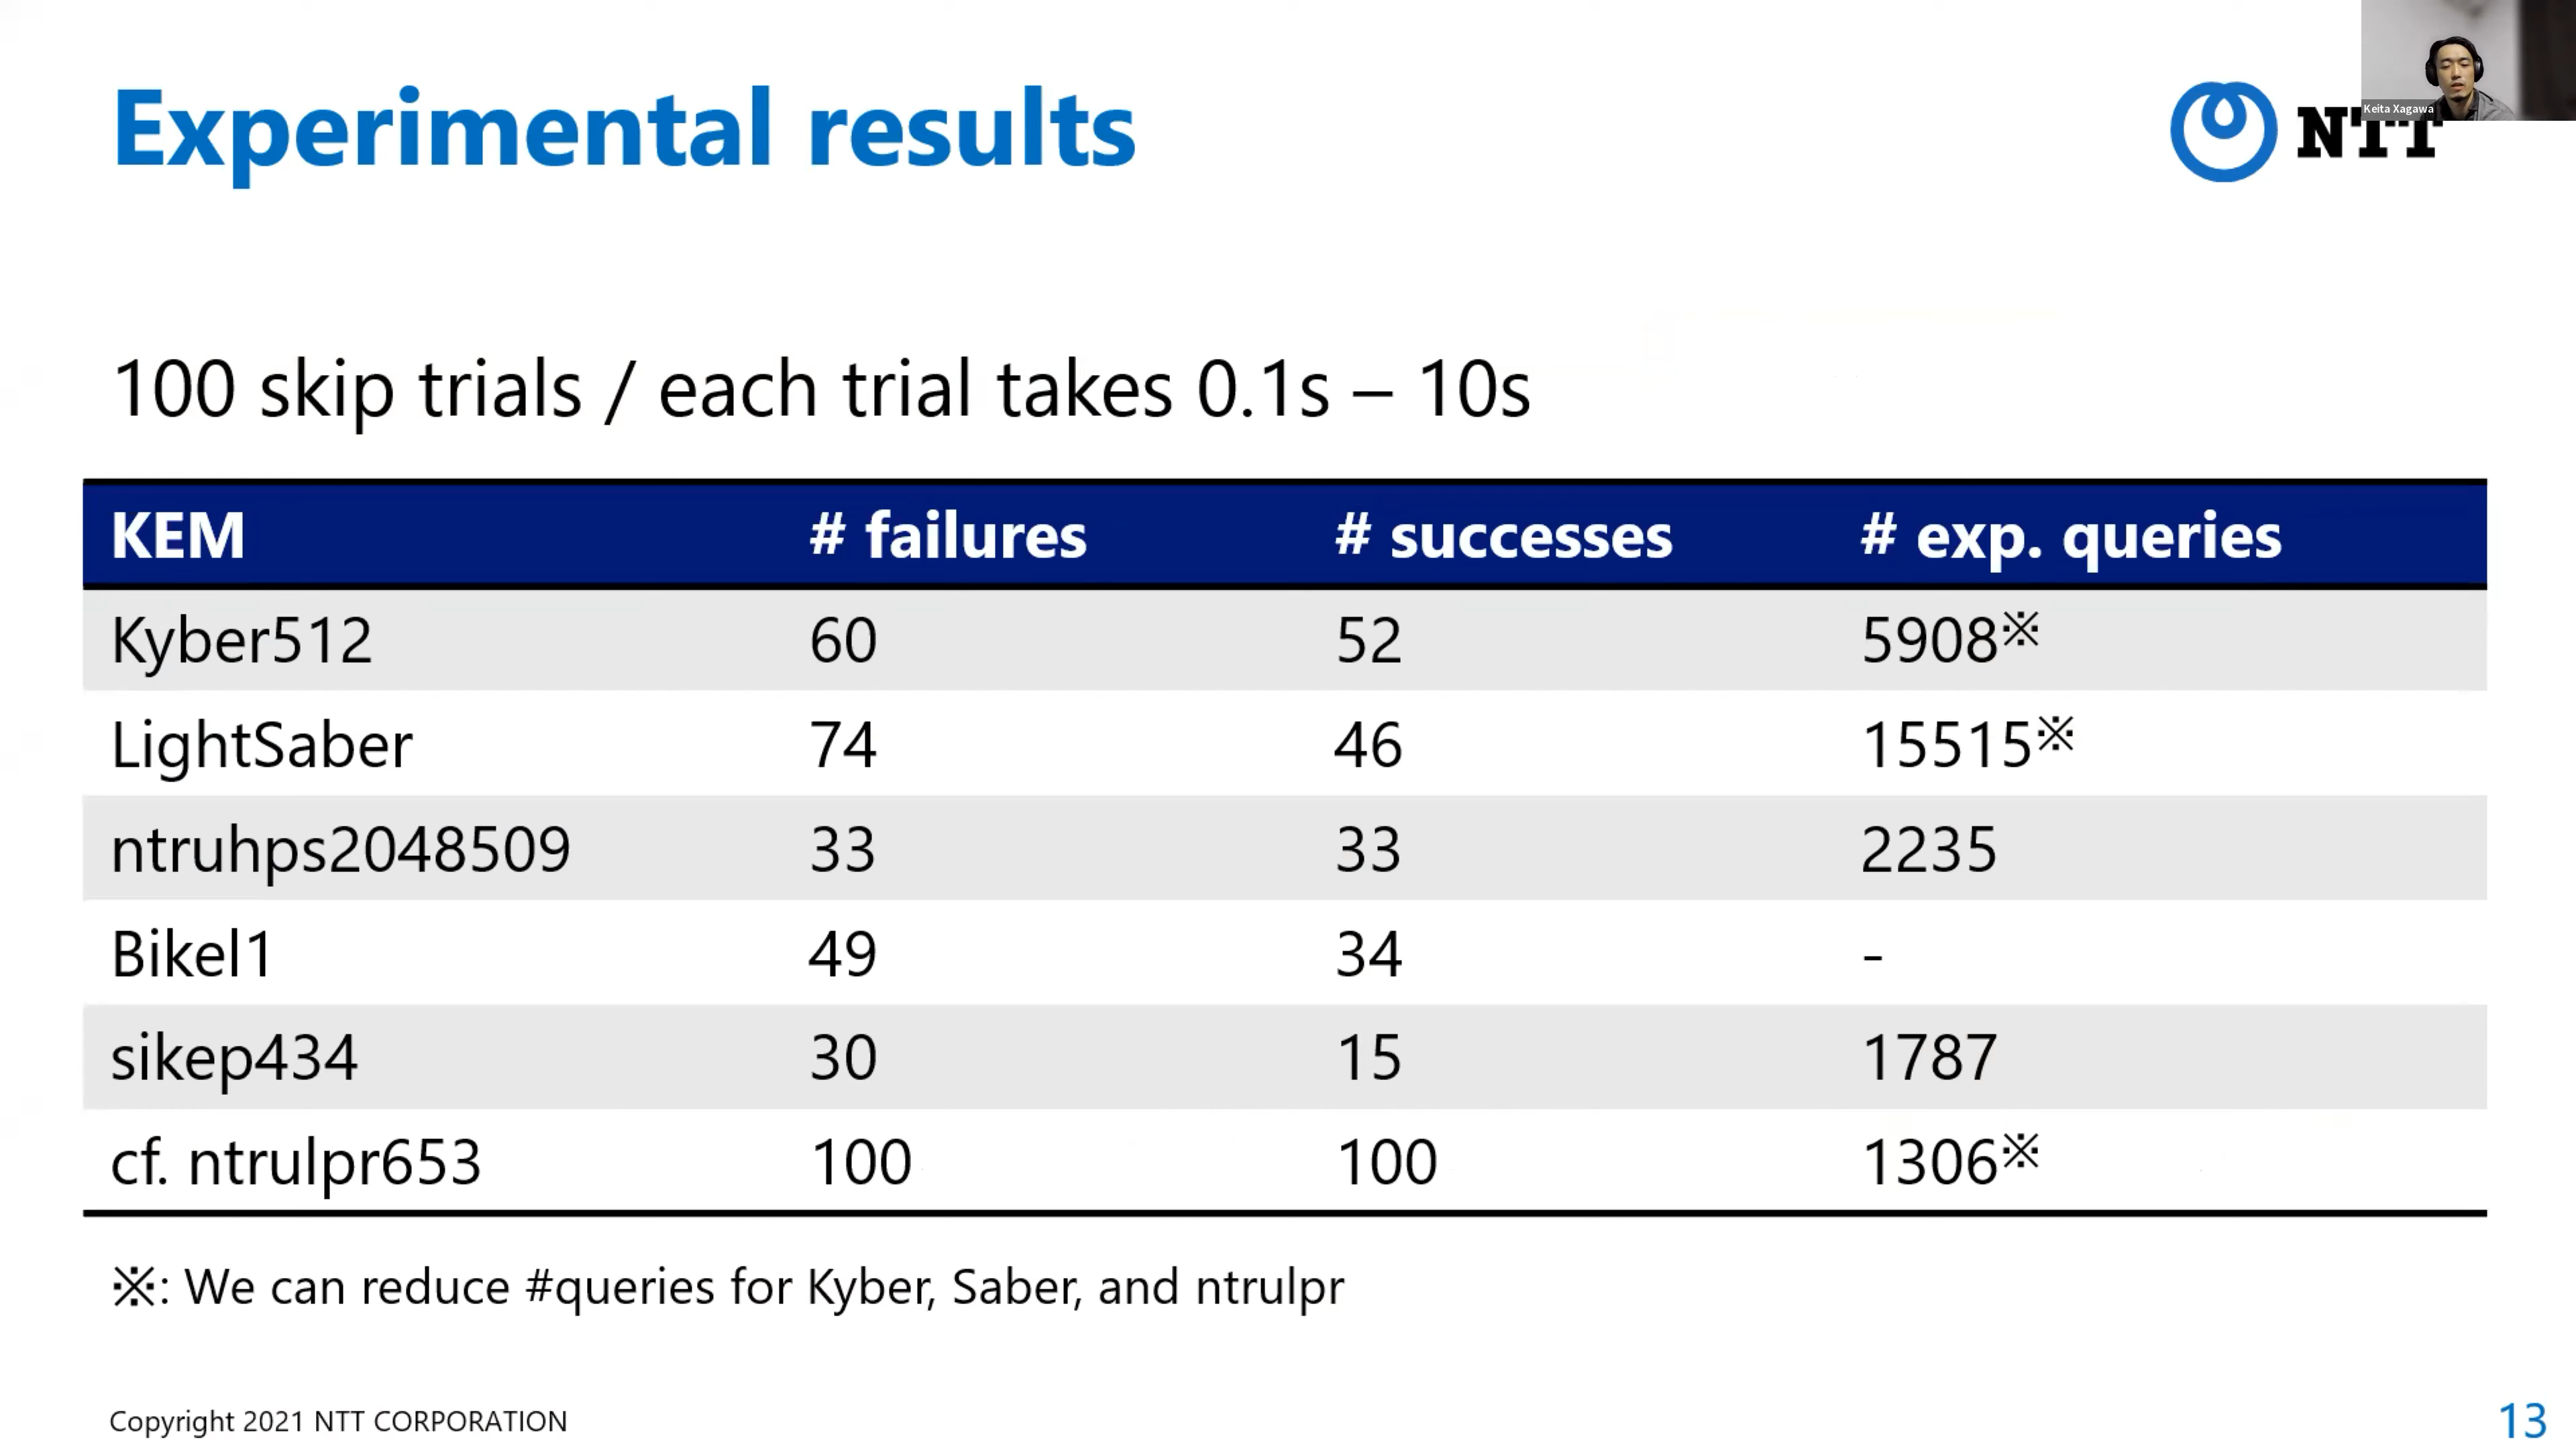 Experimental results
NTT
Keita Xagawa
100 skip trials / each trial takes 0.1s – 10s
KEM # failures # successes # exp. queries
Kyber512 60 52 5908※
LightSaber 74 46 15515※
ntruhps2048509 33 33 2235
Bikel1 49 34 -
sikep434 30 15 1787
cf. ntrulpr653 100 100 1306※
※: We can reduce #queries for Kyber, Saber, and ntrulpr
Copyright 2021 NTT CORPORATION
13